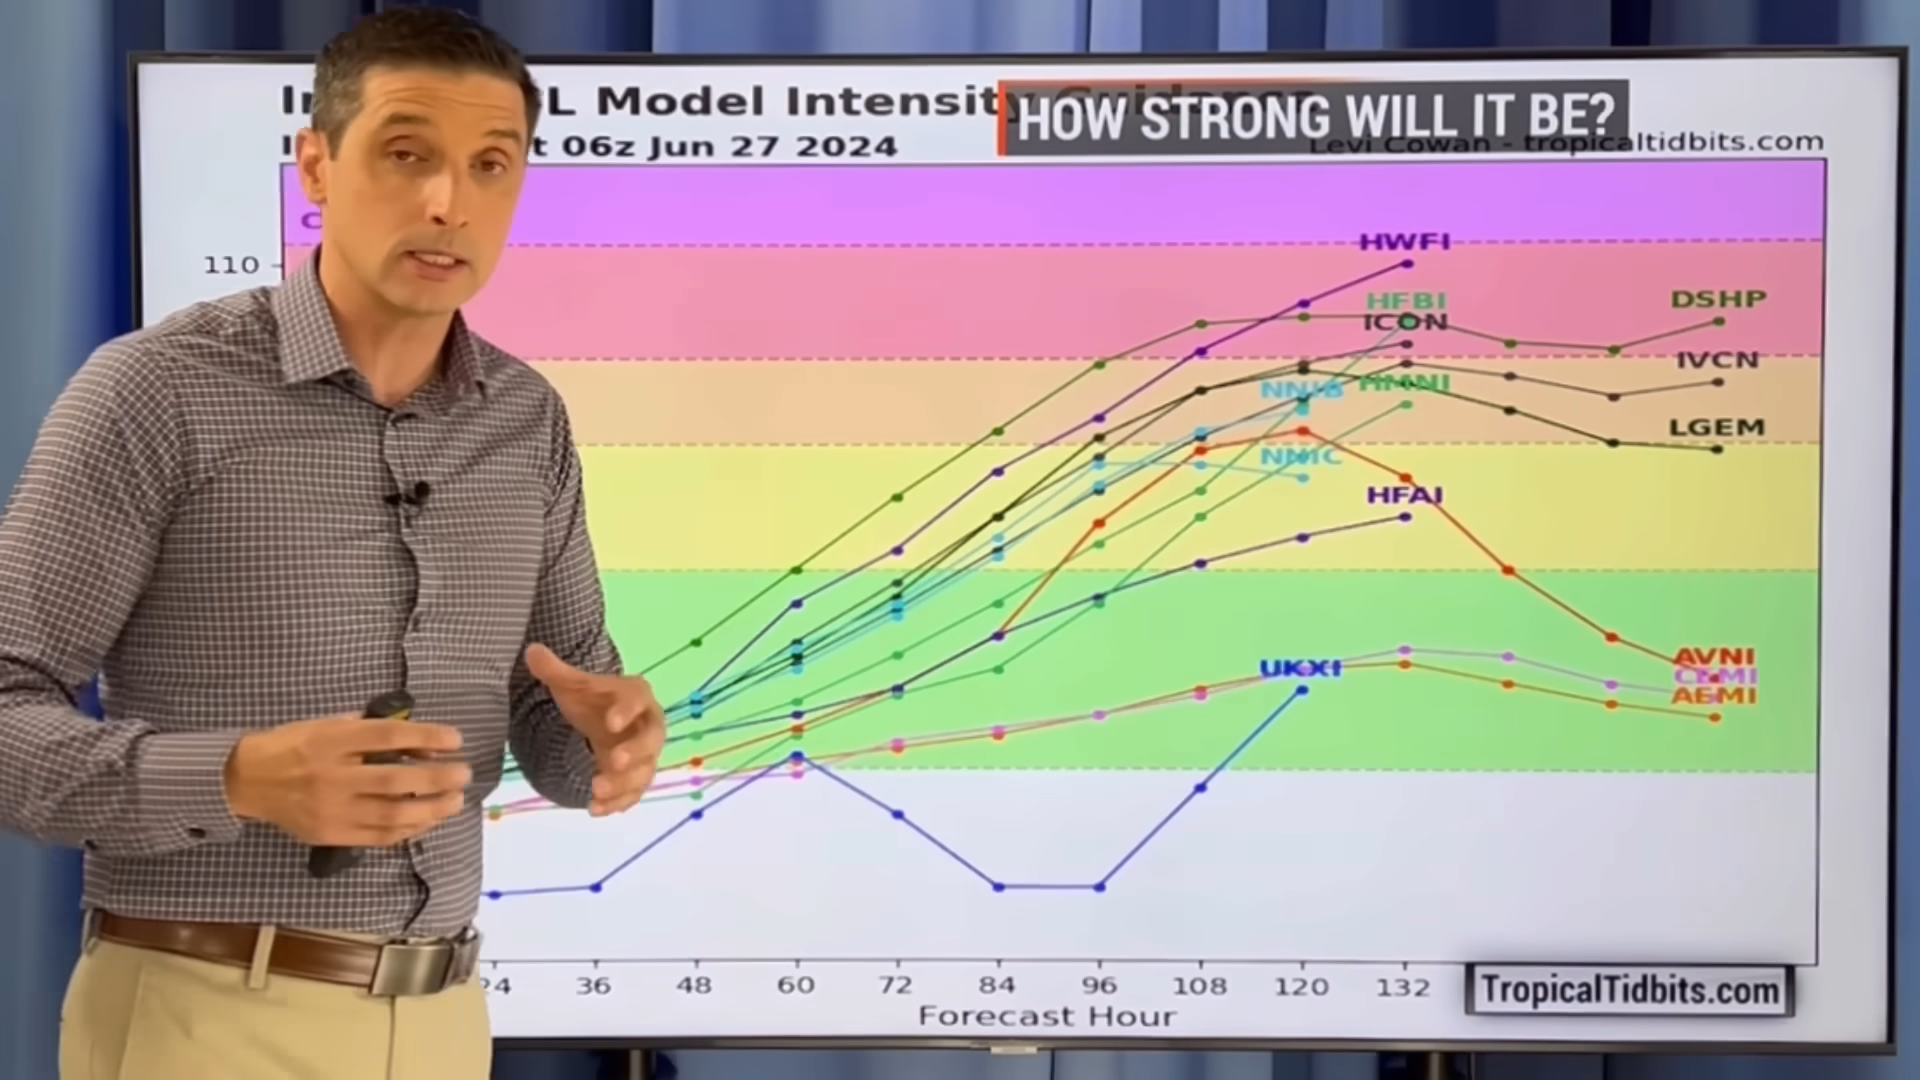 L Model Intensity
HOW STRONG WILL IT BE?
t 06z Jun 27 2024
Levi Cowan - tropicaltidbits.com
C
110
HWFI
HFBI
DSHP
ICON
IVCN
NNIB
HMNI
LGEM
NNIC
HFAI
UKXI
AVNI
CEMI
AEMI
24 36 48 60 72 84 96 108 120 132
Forecast Hour
TropicalTidbits.com